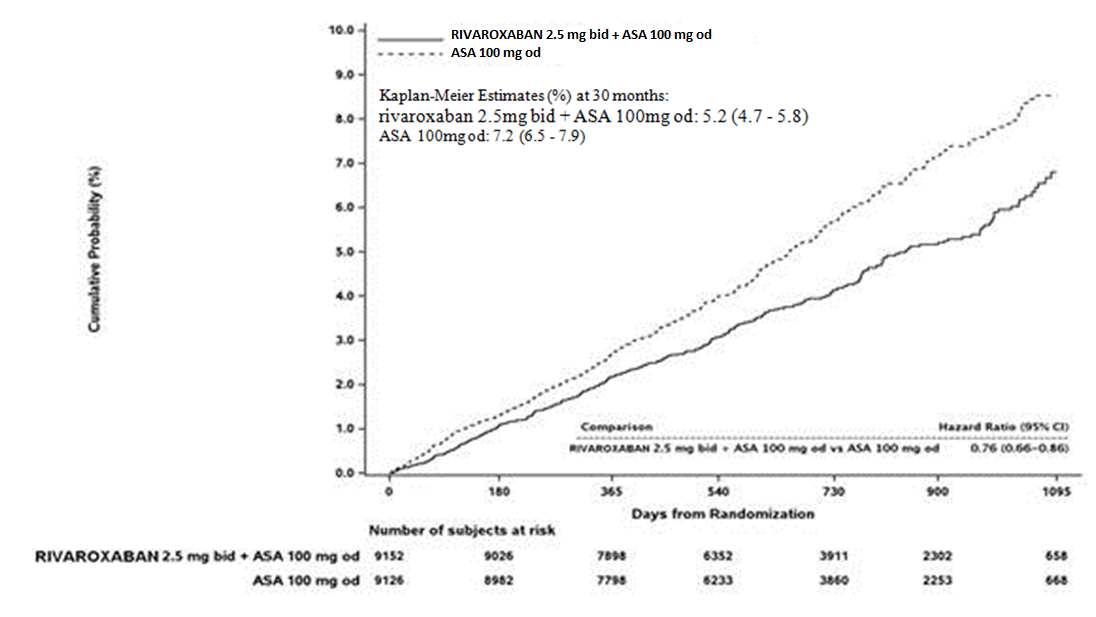 10.0
RIVAROXABAN 2.5 mg bid + ASA 100 mg od
ASA 100 mg od
9.0
Kaplan-Meier Estimates (%) at 30 months:
rivaroxaban 2.5mg bid + ASA 100mg od: 5.2 (4.7 - 5.8)
ASA 100mg od: 7.2 (6.5 - 7.9)
8.0
7.0
6.0
5.0
4.0
3.0
2.0
1.0
0.0
Cumulative Probability (%)
Comparison Hazard Ratio (95% CI)
RIVAROXABAN 2.5 mg bid + ASA 100 mg od vs ASA 100 mg od 0.76 (0.66-0.86)
0 180 365 540 730 900 1095
Days from Randomization
Number of subjects at risk
RIVAROXABAN 2.5 mg bid + ASA 100 mg od 9152 9026 7898 6352 3911 2302 658
ASA 100 mg od 9126 8982 7798 6233 3860 2253 668